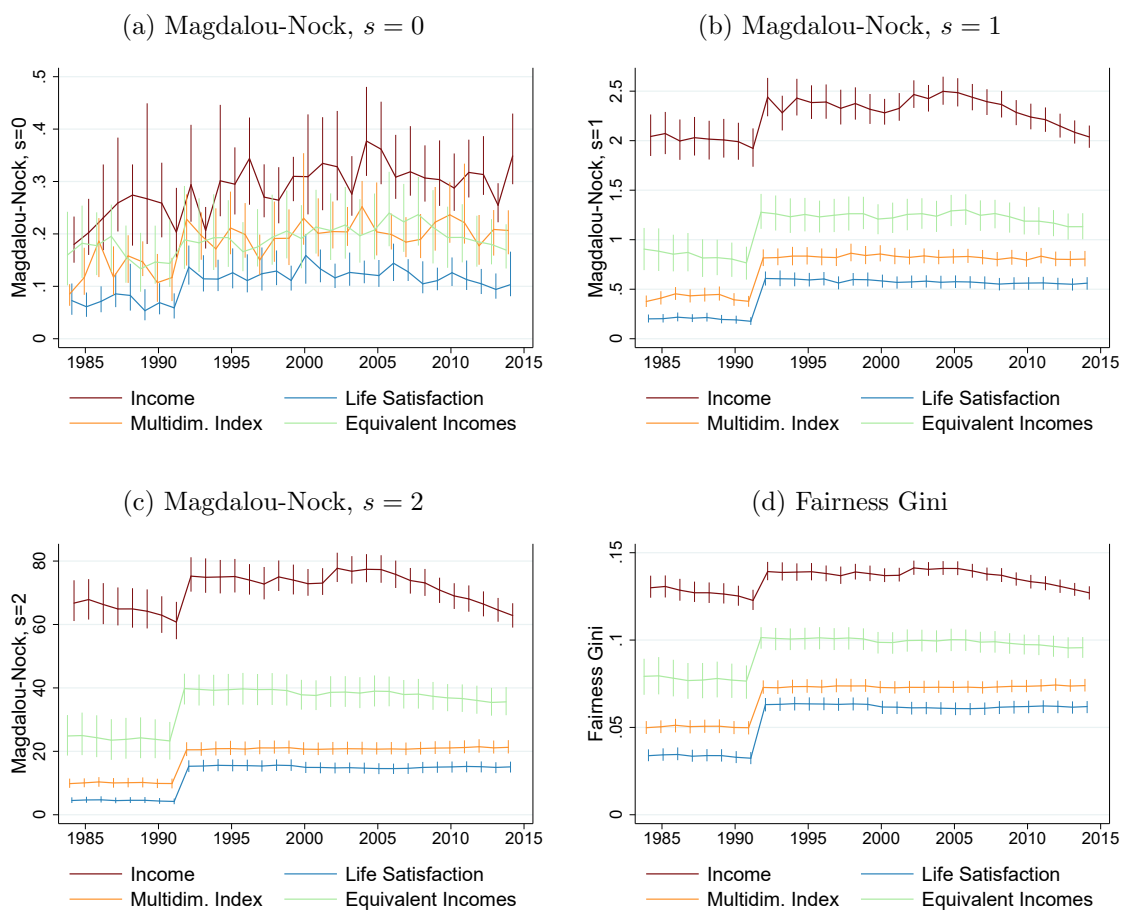 (a) Magdalou-Nock, s = 0
Magdalou-Nock, s=0
.5
.4
.3
.2
.1
0
1985 1990 1995 2000 2005 2010 2015
Income
Life Satisfaction
Multidim. Index
Equivalent Incomes
(b) Magdalou-Nock, s = 1
Magdalou-Nock, s=1
2.5
2
1.5
1
.5
0
1985 1990 1995 2000 2005 2010 2015
Income
Life Satisfaction
Multidim. Index
Equivalent Incomes
(c) Magdalou-Nock, s = 2
Magdalou-Nock, s=2
80
60
40
20
0
1985 1990 1995 2000 2005 2010 2015
Income
Life Satisfaction
Multidim. Index
Equivalent Incomes
(d) Fairness Gini
Fairness Gini
.15
.1
.05
0
1985 1990 1995 2000 2005 2010 2015
Income
Life Satisfaction
Multidim. Index
Equivalent Incomes